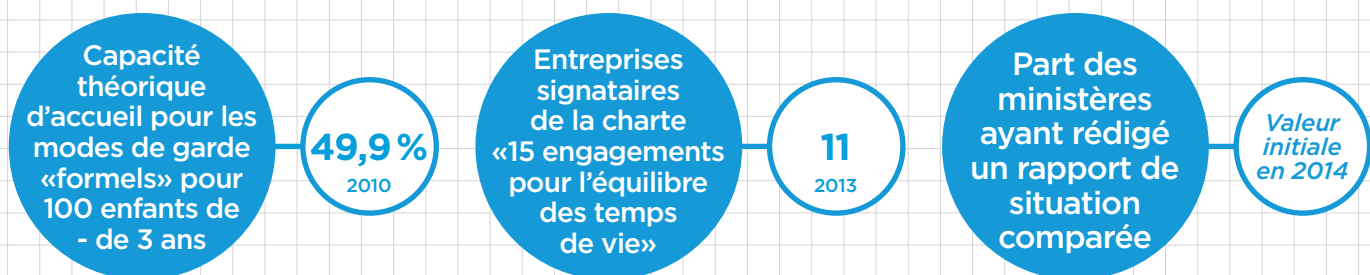 Capacité
théorique
d'accueil pour les
modes de garde
«formels» pour
100 enfants de
- de 3 ans
49,9 %
2010
Entreprises
signataires
de la charte
«15 engagements
pour l'équilibre
des temps
de vie»
11
2013
Part des
ministères
ayant rédigé
un rapport de
situation
comparée
Valeur
initiale
en 2014